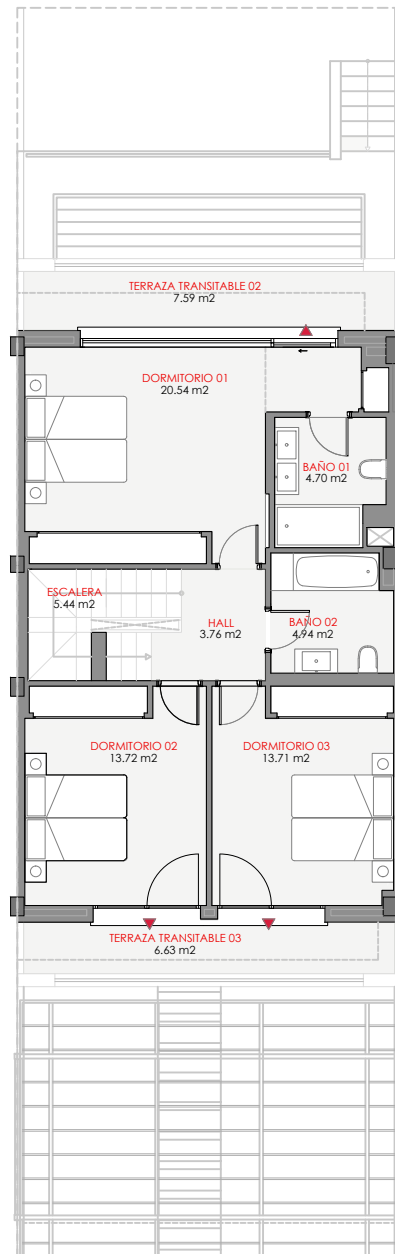 TERRAZA TRANSITABLE 02
7.59 m2
DORMITORIO 01
20.54 m2
BAÑO 01
4.70 m2
ESCALERA
5.44 m2
HALL
3.76 m2
BAÑO 02
4.94 m2
DORMITORIO 02
13.72 m2
DORMITORIO 03
13.71 m2
TERRAZA TRANSITABLE 03
6.63 m2